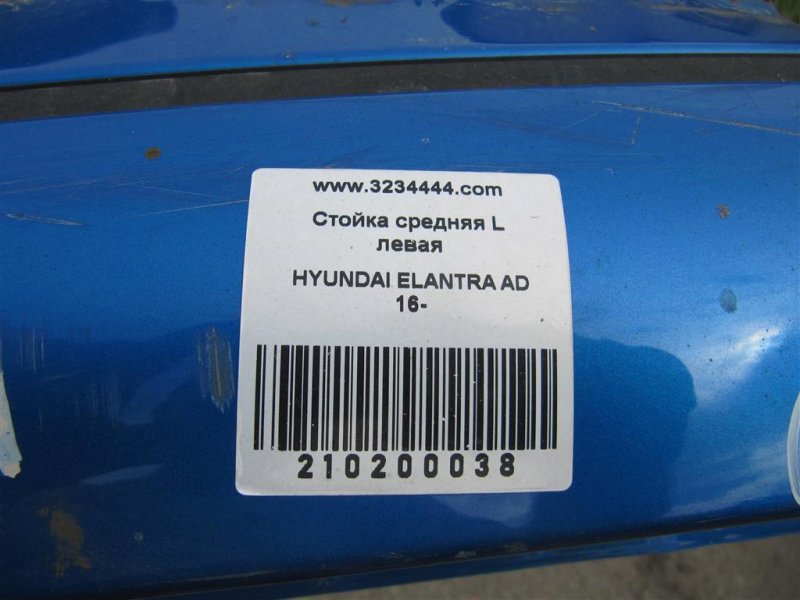 www.3234444.com
Стойка средняя L
левая
HYUNDAI ELANTRA AD
16-
210200038